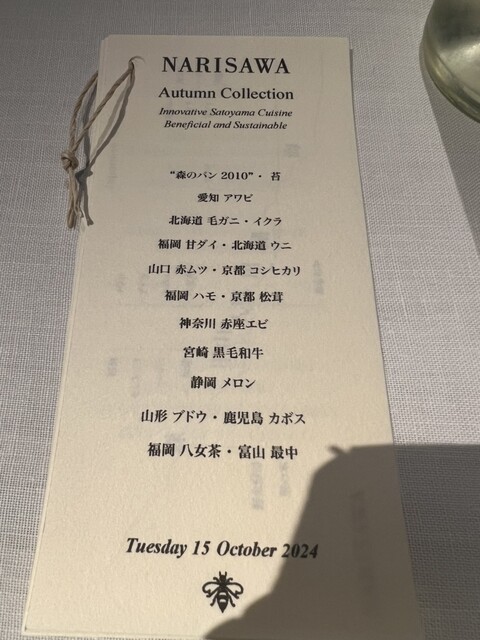 NARISAWA
Autumn Collection
Innovative Satoyama Cuisine
Beneficial and Sustainable
“森のパン 2010”・ 苔
愛知 アワビ
北海道 毛ガニ・イクラ
福岡 甘ダイ・北海道 ウニ
山口 赤ムツ・京都 コシヒカリ
福岡 ハモ・京都 松茸
神奈川 赤座エビ
宮崎 黒毛和牛
静岡 メロン
山形 ブドウ・鹿児島 カボス
福岡 八女茶・富山 最中
Tuesday 15 October 2024